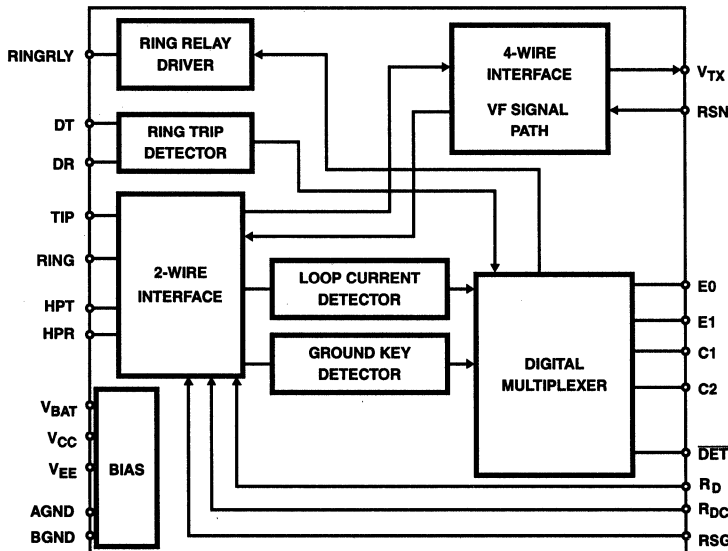 RINGRLY
RING RELAY
DRIVER
4-WIRE
INTERFACE
VF SIGNAL
PATH
VTX
RSN
DT
DR
RING TRIP
DETECTOR
TIP
RING
HPT
HPR
2-WIRE
INTERFACE
LOOP CURRENT
DETECTOR
GROUND KEY
DETECTOR
DIGITAL
MULTIPLEXER
E0
E1
C1
C2
DET
RD
RDC
RSG
VBAT
VCC
VEE
AGND
BGND
BIAS